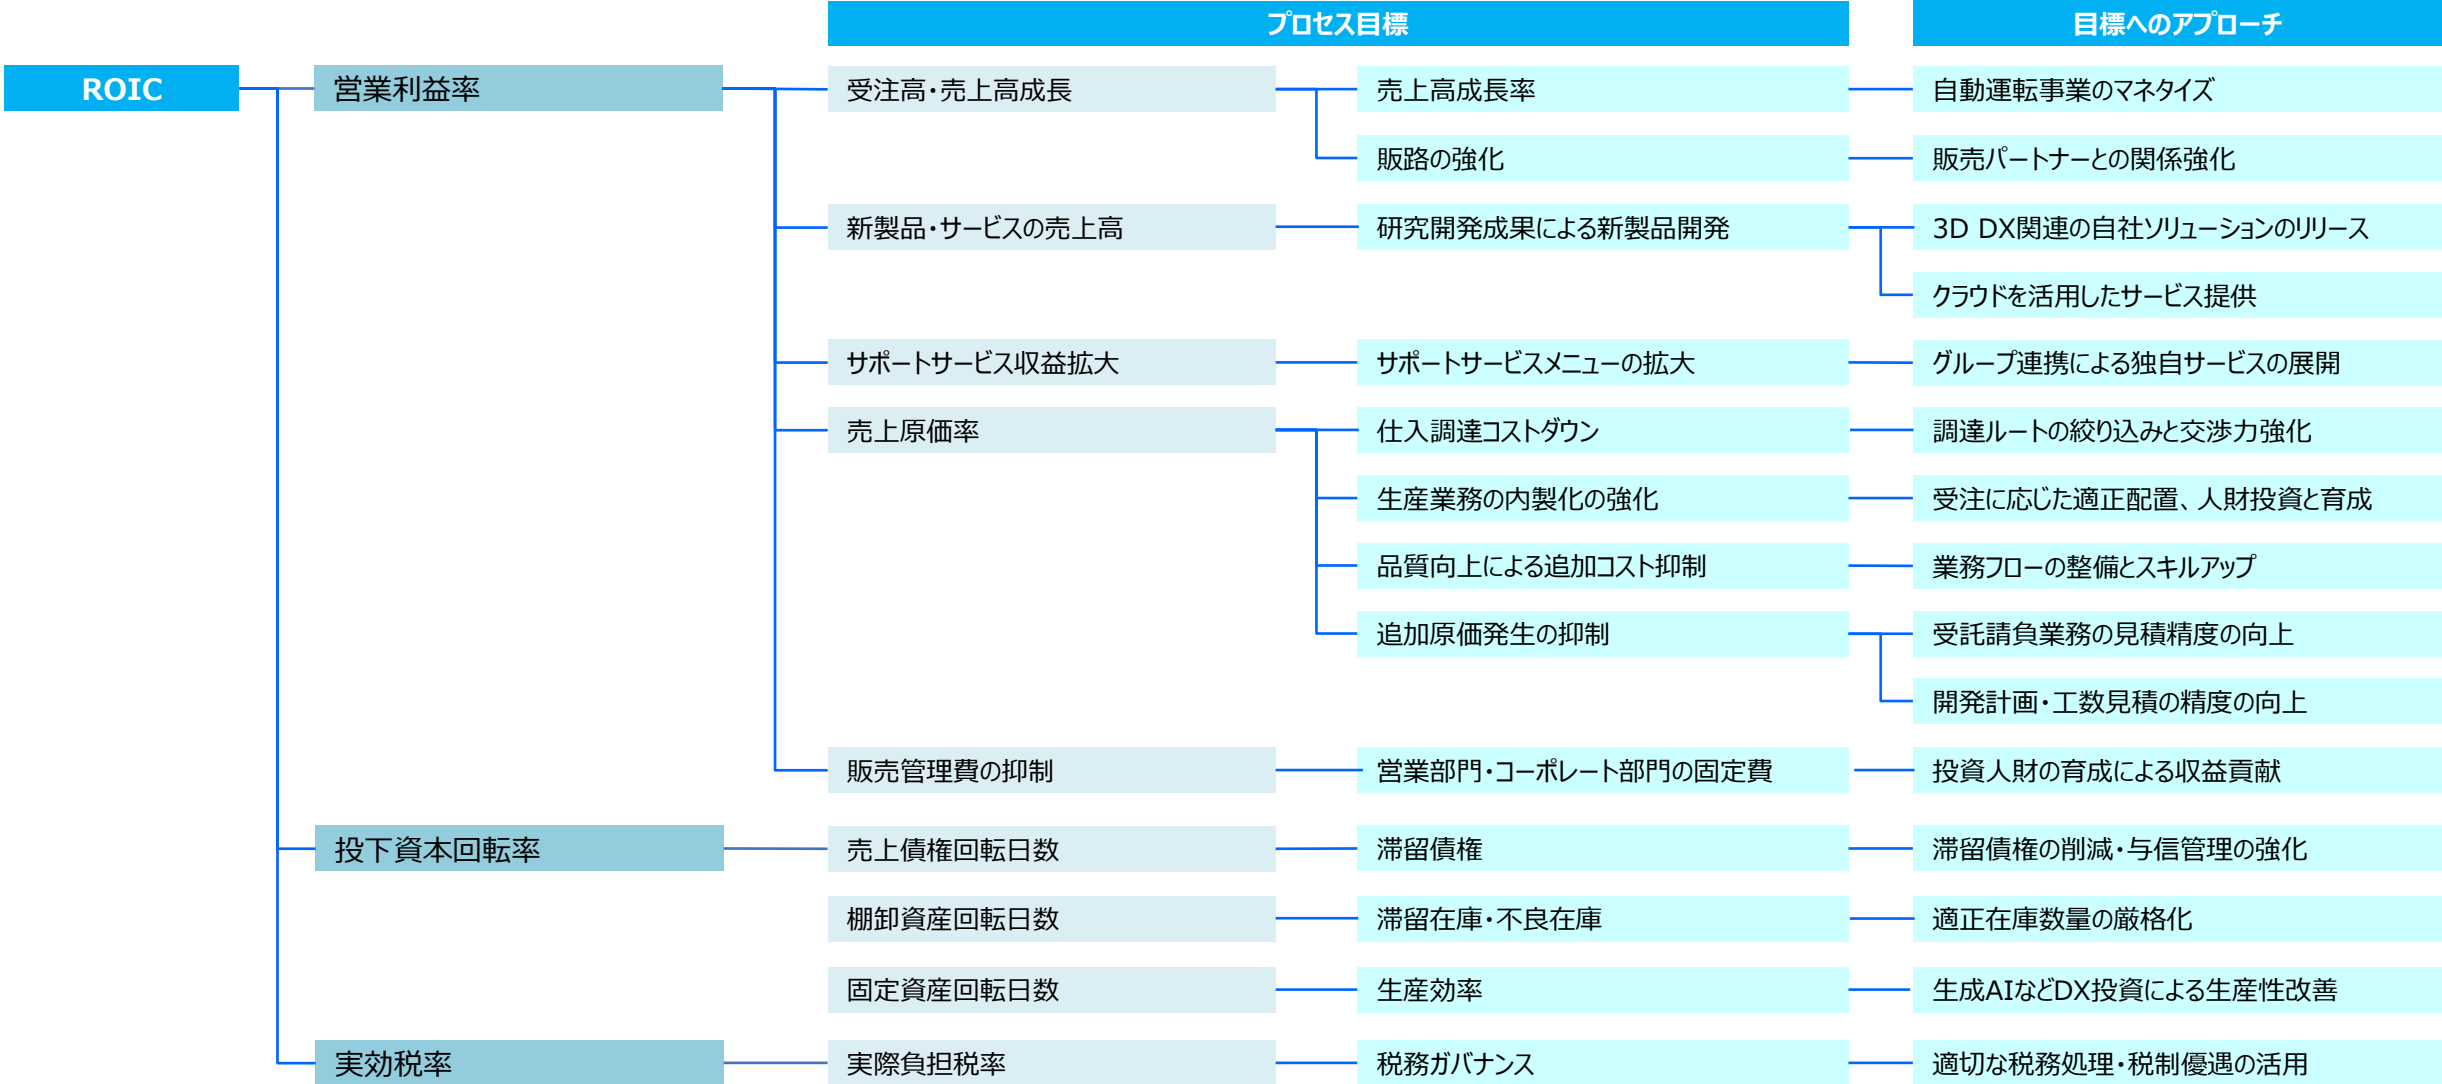 プロセス目標
目標へのアプローチ
ROIC
営業利益率
受注高・売上高成長
売上高成長率
自動運転事業のマネタイズ
販路の強化
販売パートナーとの関係強化
新製品・サービスの売上高
研究開発成果による新製品開発
3D DX関連の自社ソリューションのリリース
クラウドを活用したサービス提供
サポートサービス収益拡大
サポートサービスメニューの拡大
グループ連携による独自サービスの展開
売上原価率
仕入調達コストダウン
調達ルートの絞り込みと交渉力強化
生産業務の内製化の強化
受注に応じた適正配置、人財投資と育成
品質向上による追加コスト抑制
業務フローの整備とスキルアップ
追加原価発生の抑制
受託請負業務の見積精度の向上
開発計画・工数見積の精度の向上
販売管理費の抑制
営業部門・コーポレート部門の固定費
投資人財の育成による収益貢献
投下資本回転率
売上債権回転日数
滞留債権
滞留債権の削減・与信管理の強化
棚卸資産回転日数
滞留在庫・不良在庫
適正在庫数量の厳格化
固定資産回転日数
生産効率
生成AIなどDX投資による生産性改善
実効税率
実際負担税率
税務ガバナンス
適切な税務処理・税制優遇の活用